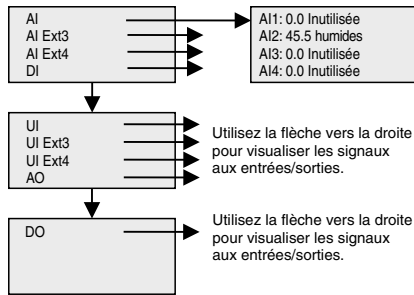 AI
AI Ext3
AI Ext4
DI
AI1: 0.0 Inutilisée
AI2: 45.5 humides
AI3: 0.0 Inutilisée
AI4: 0.0 Inutilisée
UI
UI Ext3
UI Ext4
AO
Utilisez la flèche vers la droite
pour visualiser les signaux
aux entrées/sorties.
DO
Utilisez la flèche vers la droite
pour visualiser les signaux
aux entrées/sorties.